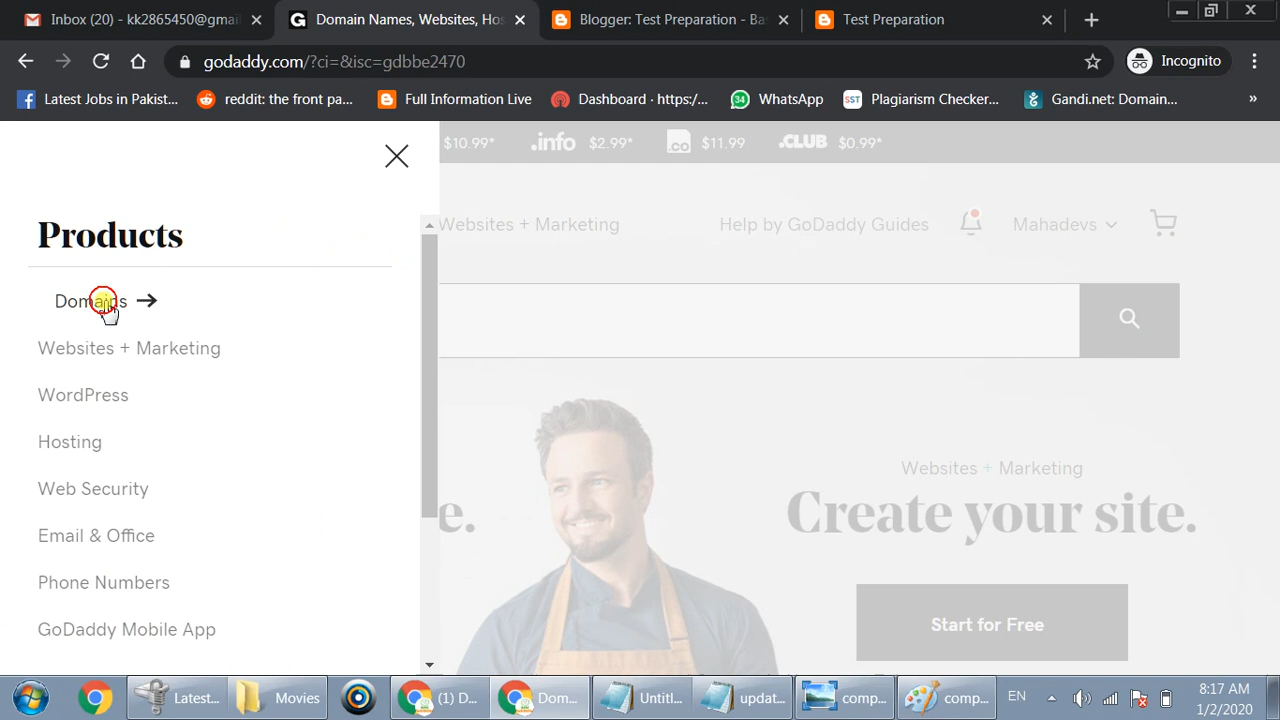 Inbox (20) - kk2865450@gmai
Domain Names, Websites, Hos
Blogger: Test Preparation - Bas
Test Preparation
godaddy.com/?ci=&isc=gdbbe2470
Incognito
Latest Jobs in Pakist...
reddit: the front pa...
Full Information Live
Dashboard · https:/...
34
WhatsApp
SST
Plagiarism Checker...
Gandi.net: Domain...
»
$10.99*
.info
$2.99*
.co
$11.99
.CLUB
$0.99*
Products
Websites + Marketing
Help by GoDaddy Guides
Mahadevs
Domains
Websites + Marketing
WordPress
Hosting
Web Security
Email & Office
Phone Numbers
GoDaddy Mobile App
e.
Websites + Marketing
Create your site.
Start for Free
Latest...
Movies
(1) D...
Dom...
Untitl...
updat...
comp...
comp...
EN
8:17 AM
1/2/2020